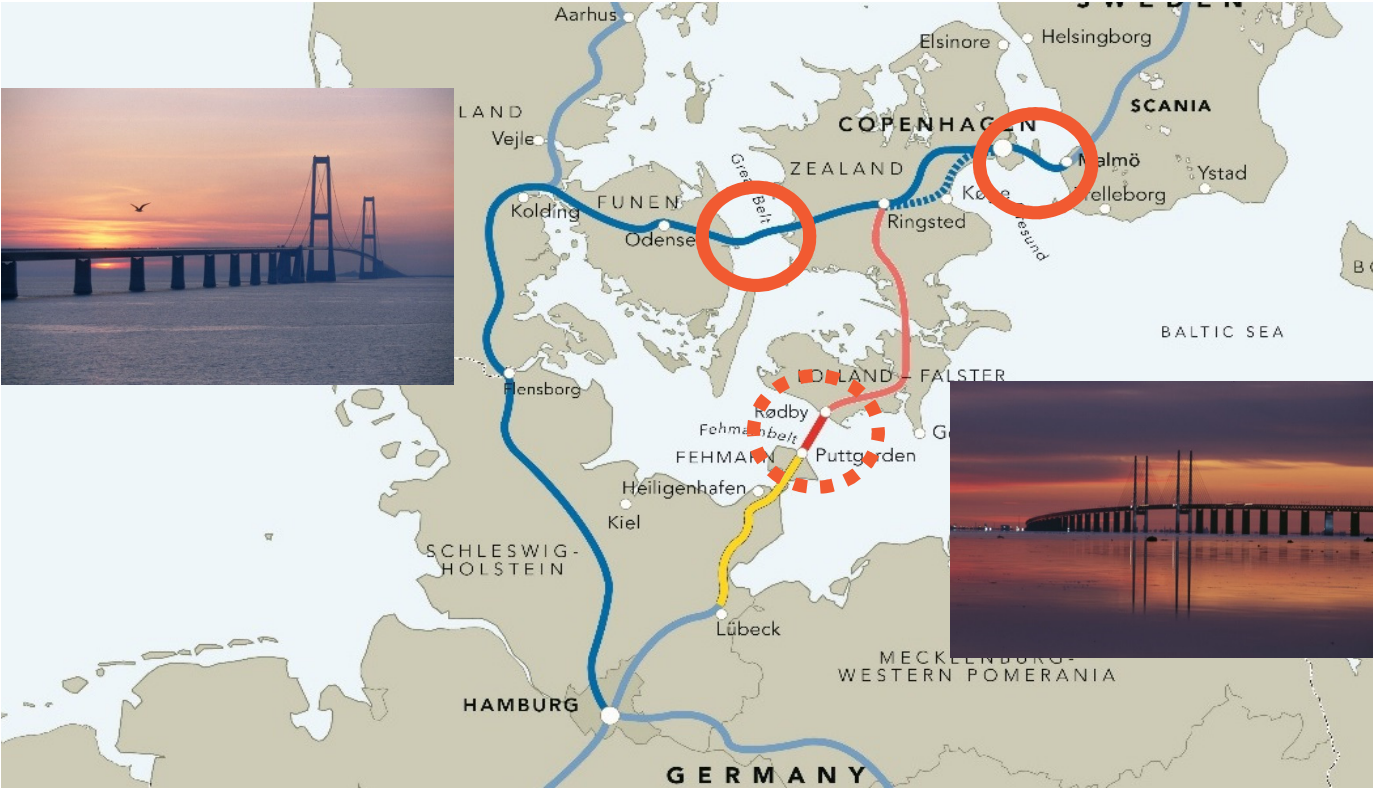 SWEDEN
Aarhus
Elsinore
Helsingborg
SCANIA
LAND
COPENHAGEN
Vejle
Great Belt
ZEALAND
Malmö
Ystad
Kolding
FUNEN
Køge
Trelleborg
Odense
Ringsted
Øresund
BALTIC SEA
Flensborg
LOLLAND – FALSTER
Rødby
Fehmarnbelt
FEHMARN
Puttgarden
Heiligenhafen
Kiel
SCHLESWIG-
HOLSTEIN
Lübeck
MECKLENBURG-
WESTERN POMERANIA
HAMBURG
GERMANY